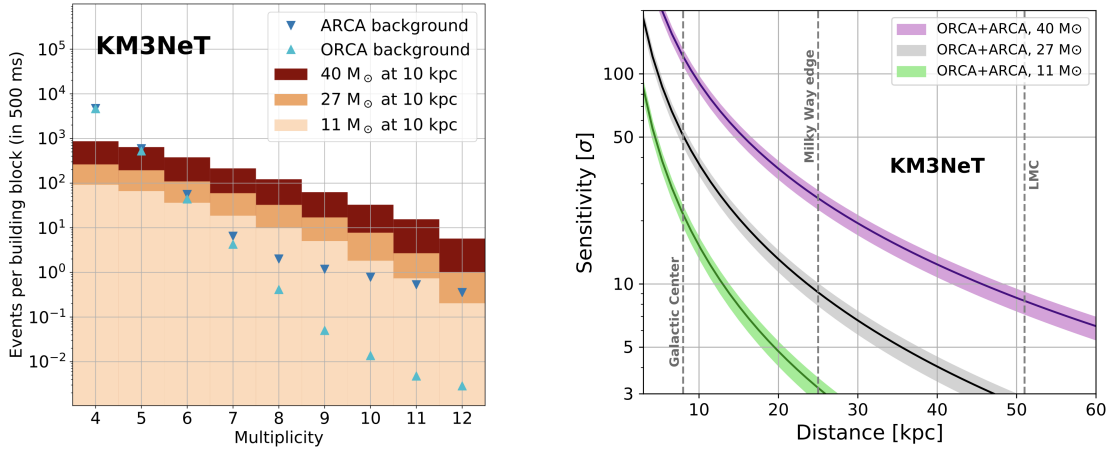 KM3NeT
ARCA background
ORCA background
40 M⊙ at 10 kpc
27 M⊙ at 10 kpc
11 M⊙ at 10 kpc
Events per building block (in 500 ms)
10⁵
10⁴
10³
10²
10¹
10⁰
10⁻¹
10⁻²
4 5 6 7 8 9 10 11 12
Multiplicity
ORCA+ARCA, 40 M⊙
ORCA+ARCA, 27 M⊙
ORCA+ARCA, 11 M⊙
Sensitivity [σ]
100
50
10
5
3
Galactic Center
Milky Way edge
LMC
KM3NeT
10 20 30 40 50 60
Distance [kpc]